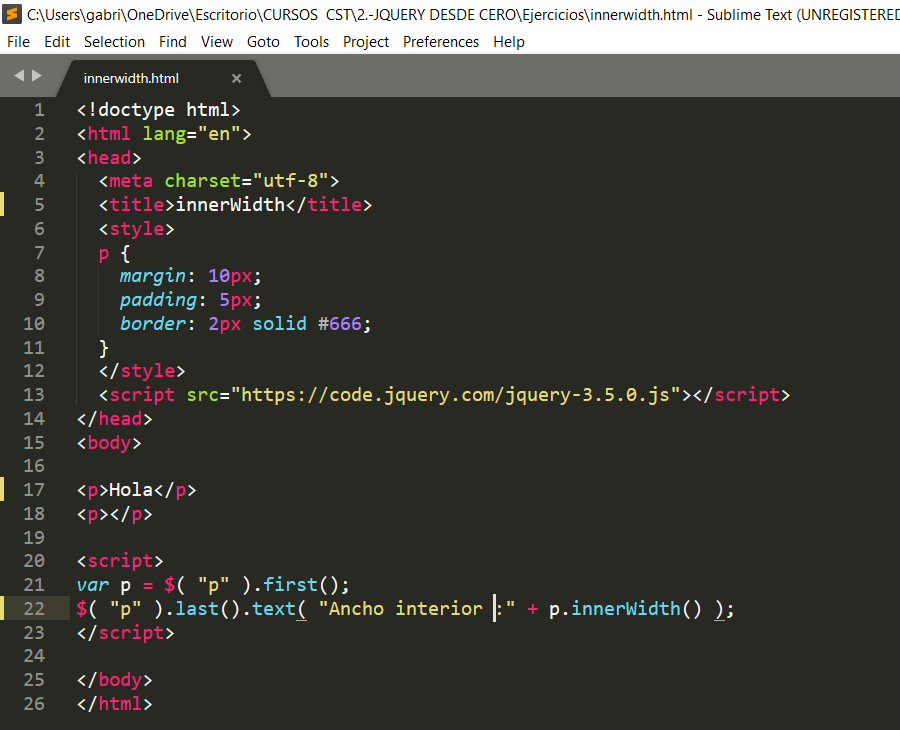 C:\Users\gabri\OneDrive\Escritorio\CURSOS  CST\2.-JQUERY DESDE CERO\Ejercicios\innerwidth.html - Sublime Text (UNREGISTERED
File Edit Selection Find View Goto Tools Project Preferences Help
innerwidth.html ×
1 <!doctype html>
2 <html lang="en">
3 <head>
4   <meta charset="utf-8">
5   <title>innerWidth</title>
6   <style>
7   p {
8     margin: 10px;
9     padding: 5px;
10     border: 2px solid #666;
11   }
12   </style>
13   <script src="https://code.jquery.com/jquery-3.5.0.js"></script>
14 </head>
15 <body>
16
17 <p>Hola</p>
18 <p></p>
19
20 <script>
21 var p = $( "p" ).first();
22 $( "p" ).last().text( "Ancho interior :" + p.innerWidth() );
23 </script>
24
25 </body>
26 </html>